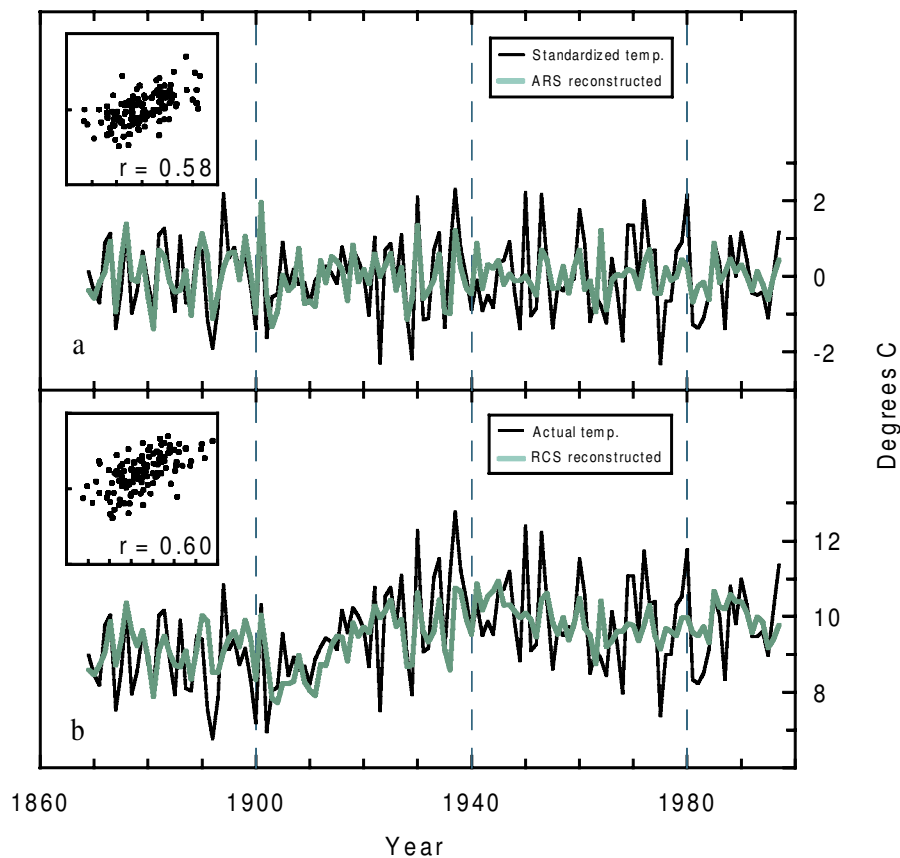 Standardized temp.
ARS reconstructed
r = 0.58
2
0
-2
a
Degrees C
Actual temp.
RCS reconstructed
r = 0.60
12
10
8
b
1860
1900
1940
1980
Year